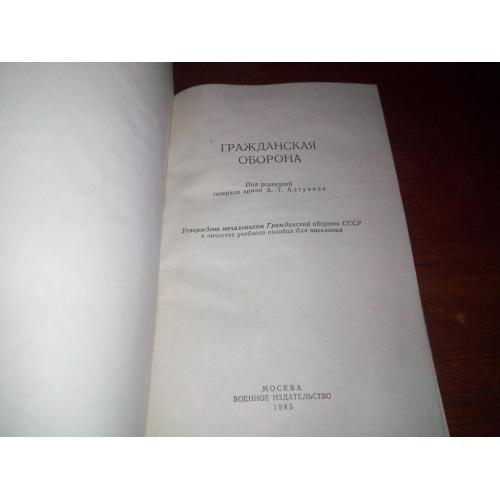 ГРАЖДАНСКАЯ
ОБОРОНА
Под редакцией
генерала армии А. Т. Алтунина
Утверждено начальником Гражданской обороны СССР
в качестве учебного пособия для населения
МОСКВА
ВОЕННОЕ ИЗДАТЕЛЬСТВО
1985